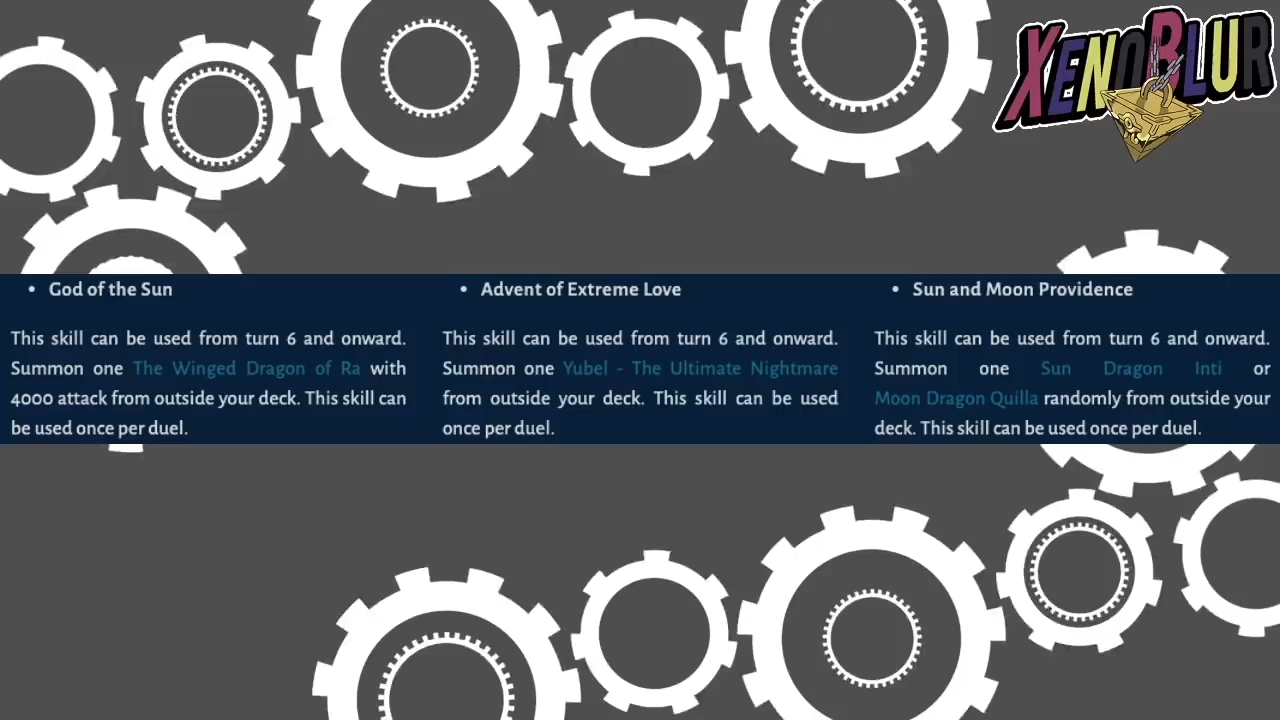 XENOBLUR
• God of the Sun
This skill can be used from turn 6 and onward.
Summon one The Winged Dragon of Ra with
4000 attack from outside your deck. This skill can
be used once per duel.
• Advent of Extreme Love
This skill can be used from turn 6 and onward.
Summon one Yubel - The Ultimate Nightmare
from outside your deck. This skill can be used
once per duel.
• Sun and Moon Providence
This skill can be used from turn 6 and onward.
Summon one Sun Dragon Inti or
Moon Dragon Quilla randomly from outside your
deck. This skill can be used once per duel.